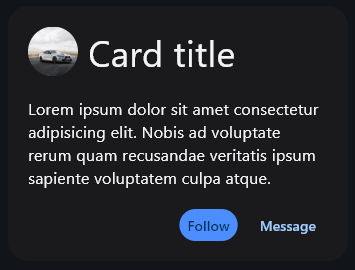 Card title
Lorem ipsum dolor sit amet consectetur
adipisicing elit. Nobis ad voluptate
rerum quam recusandae veritatis ipsum
sapiente voluptatem culpa atque.
Follow Message